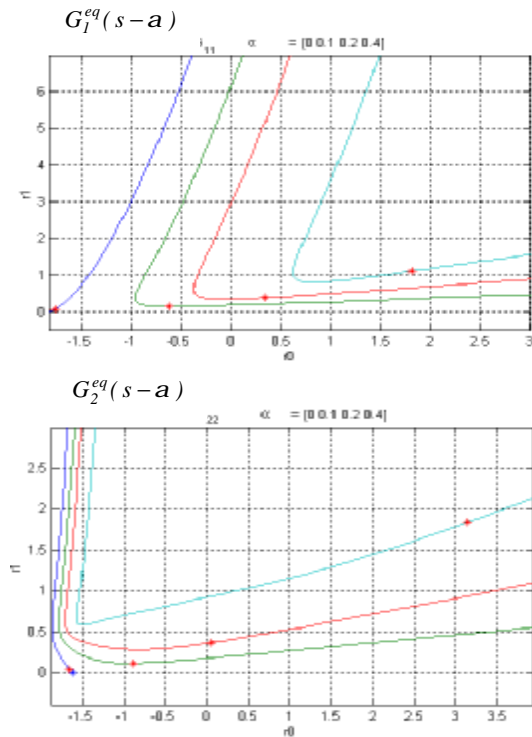 G₁ᵉᑫ(s–a)
11 α = [0 0.1 0.2 0.4]
6
5
4
3
2
1
0
r1
-1.5 -1 -0.5 0 0.5 1 1.5 2 2.5 3
r0
G₂ᵉᑫ(s–a)
22 α = [0 0.1 0.2 0.4]
2.5
2
1.5
1
0.5
0
r1
-1.5 -1 -0.5 0 0.5 1 1.5 2 2.5 3 3.5
r0